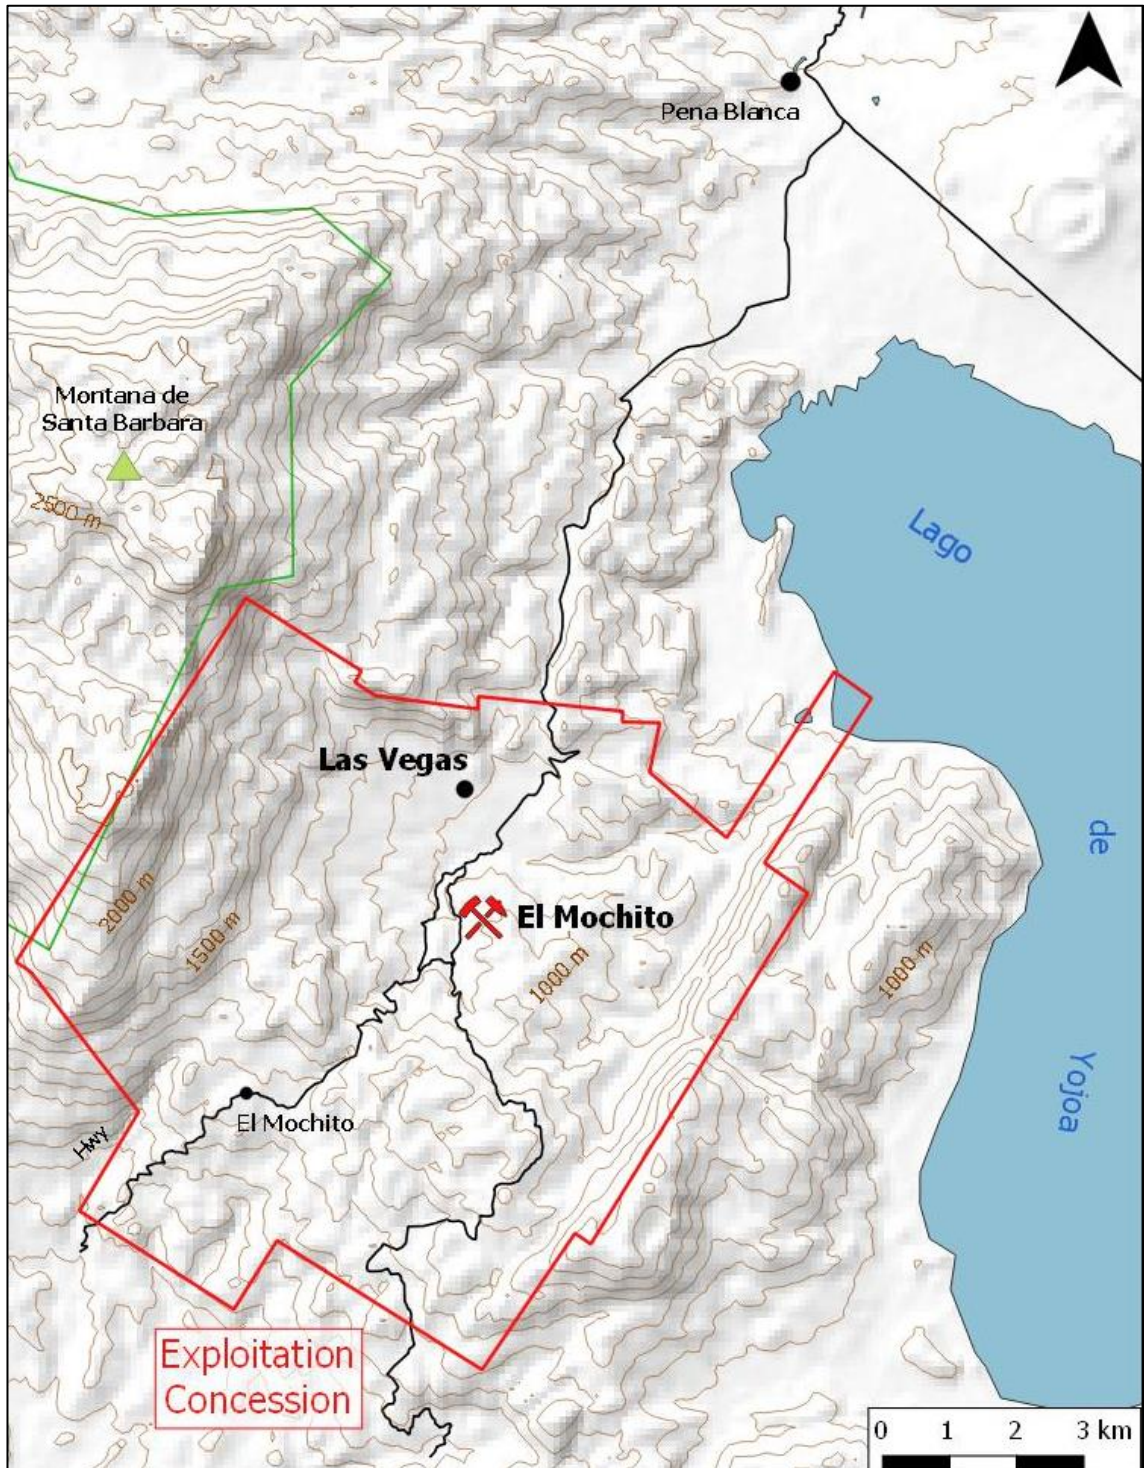 Pena Blanca
Montana de
Santa Barbara
2500 m
Lago
de
Yojoa
Las Vegas
El Mochito
2000 m
1500 m
1000 m
1000 m
El Mochito
Hwy
Exploitation
Concession
0 1 2 3 km